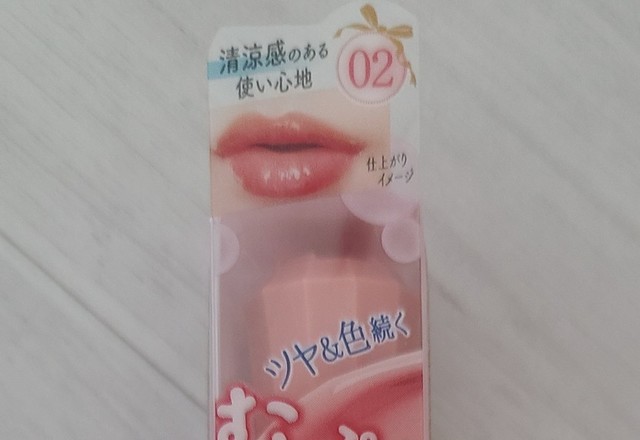 清涼感のある
使い心地
02
仕上がり
イメージ
ツヤ&色続く